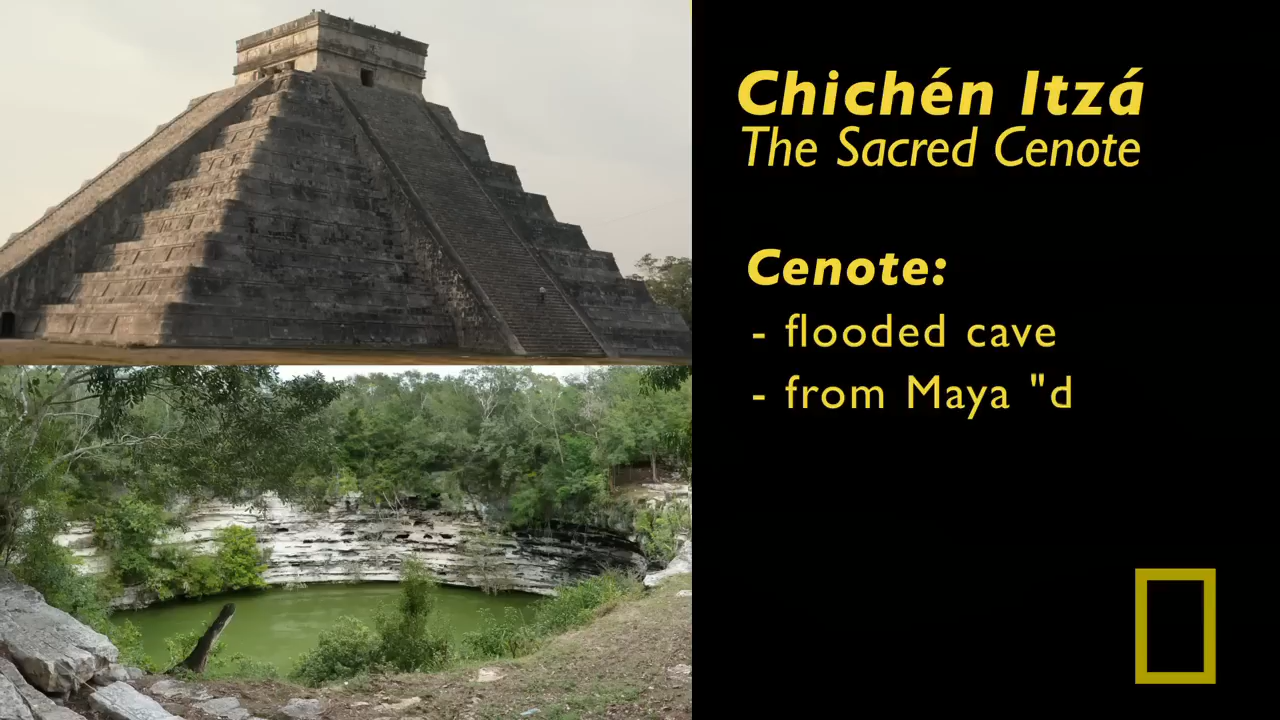 Chichén Itzá
The Sacred Cenote
Cenote:
- flooded cave
- from Maya "d